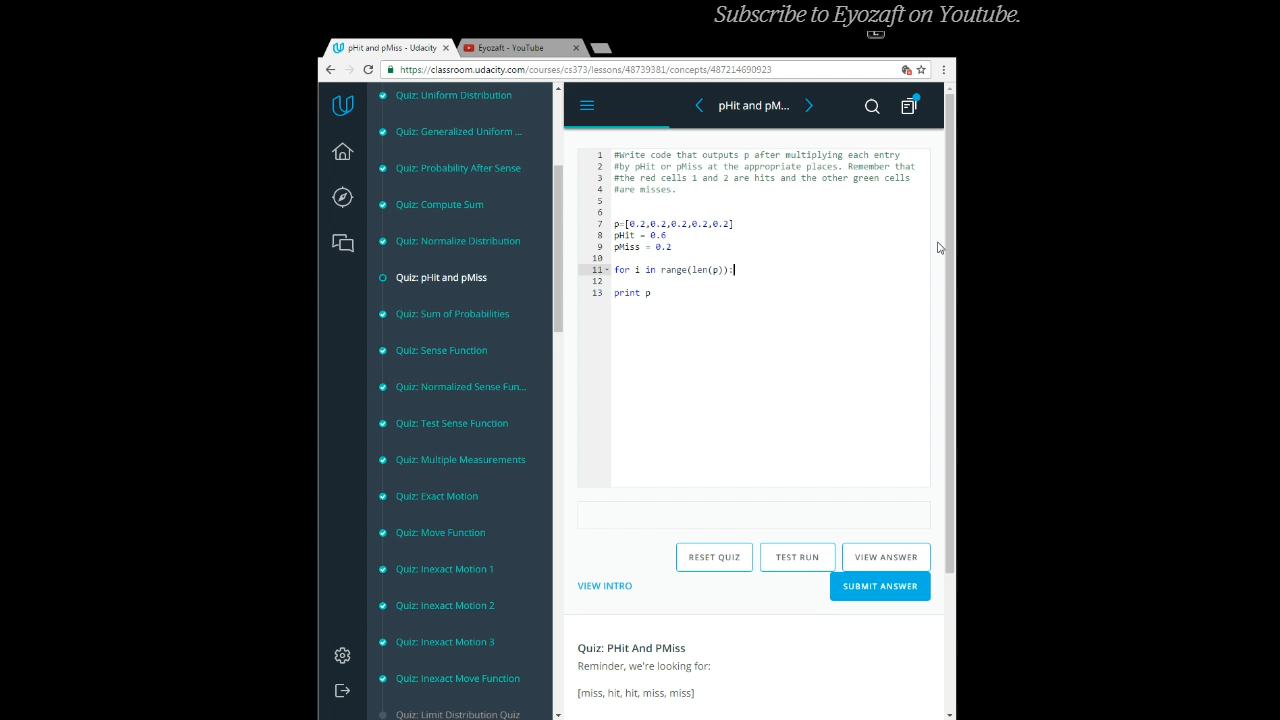 Subscribe to Eyozaft on Youtube.
pHit and pMiss - Udacity
Eyozaft - YouTube
https://classroom.udacity.com/courses/cs373/lessons/48739381/concepts/487214690923
Quiz: Uniform Distribution
Quiz: Generalized Uniform ...
Quiz: Probability After Sense
Quiz: Compute Sum
Quiz: Normalize Distribution
Quiz: pHit and pMiss
Quiz: Sum of Probabilities
Quiz: Sense Function
Quiz: Normalized Sense Fun...
Quiz: Test Sense Function
Quiz: Multiple Measurements
Quiz: Exact Motion
Quiz: Move Function
Quiz: Inexact Motion 1
Quiz: Inexact Motion 2
Quiz: Inexact Motion 3
Quiz: Inexact Move Function
Quiz: Limit Distribution Quiz
pHit and pM...
1 #Write code that outputs p after multiplying each entry
2 #by pHit or pMiss at the appropriate places. Remember that
3 #the red cells 1 and 2 are hits and the other green cells
4 #are misses.
5
6
7 p=[0.2,0.2,0.2,0.2,0.2]
8 pHit = 0.6
9 pMiss = 0.2
10
11 for i in range(len(p)):
12
13 print p
RESET QUIZ
TEST RUN
VIEW ANSWER
VIEW INTRO
SUBMIT ANSWER
Quiz: PHit And PMiss
Reminder, we're looking for:
[miss, hit, hit, miss, miss]